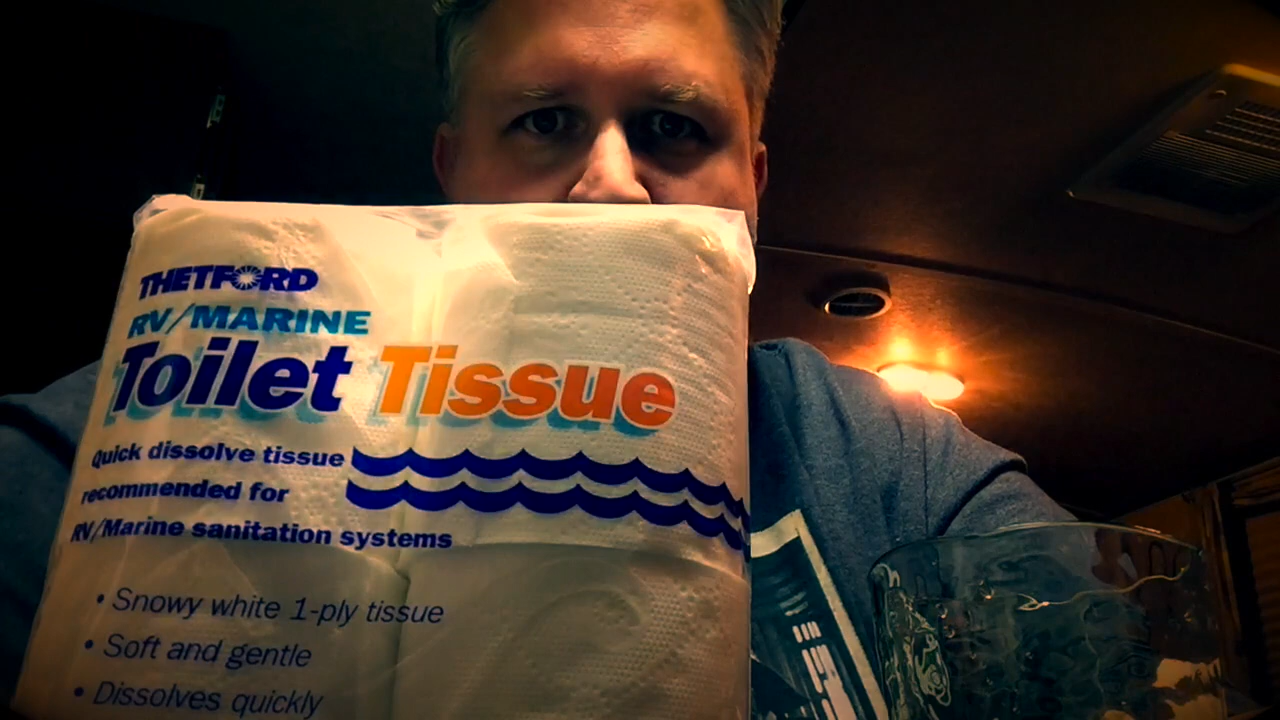 THETFORD
RV/MARINE
Toilet Tissue
Quick dissolve tissue
recommended for
RV/Marine sanitation systems
• Snowy white 1-ply tissue
• Soft and gentle
• Dissolves quickly